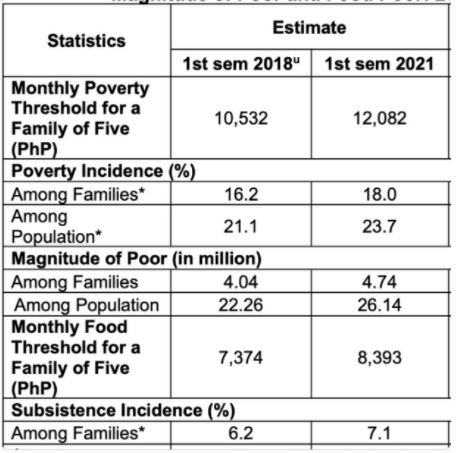 Statistics
Estimate
1st sem 2018ᵘ
1st sem 2021
Monthly Poverty
Threshold for a
Family of Five
(PhP)
10,532
12,082
Poverty Incidence (%)
Among Families*
16.2
18.0
Among
Population*
21.1
23.7
Magnitude of Poor (in million)
Among Families
4.04
4.74
Among Population
22.26
26.14
Monthly Food
Threshold for a
Family of Five
(PhP)
7,374
8,393
Subsistence Incidence (%)
Among Families*
6.2
7.1